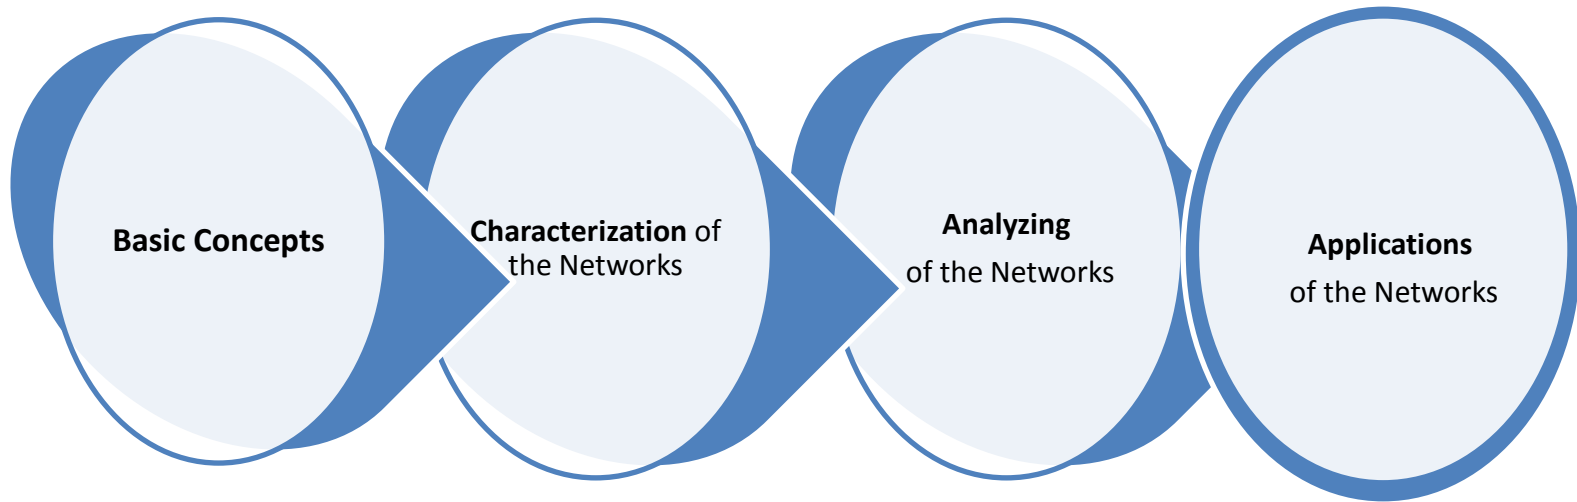 Basic Concepts
Characterization of
the Networks
Analyzing
of the Networks
Applications
of the Networks